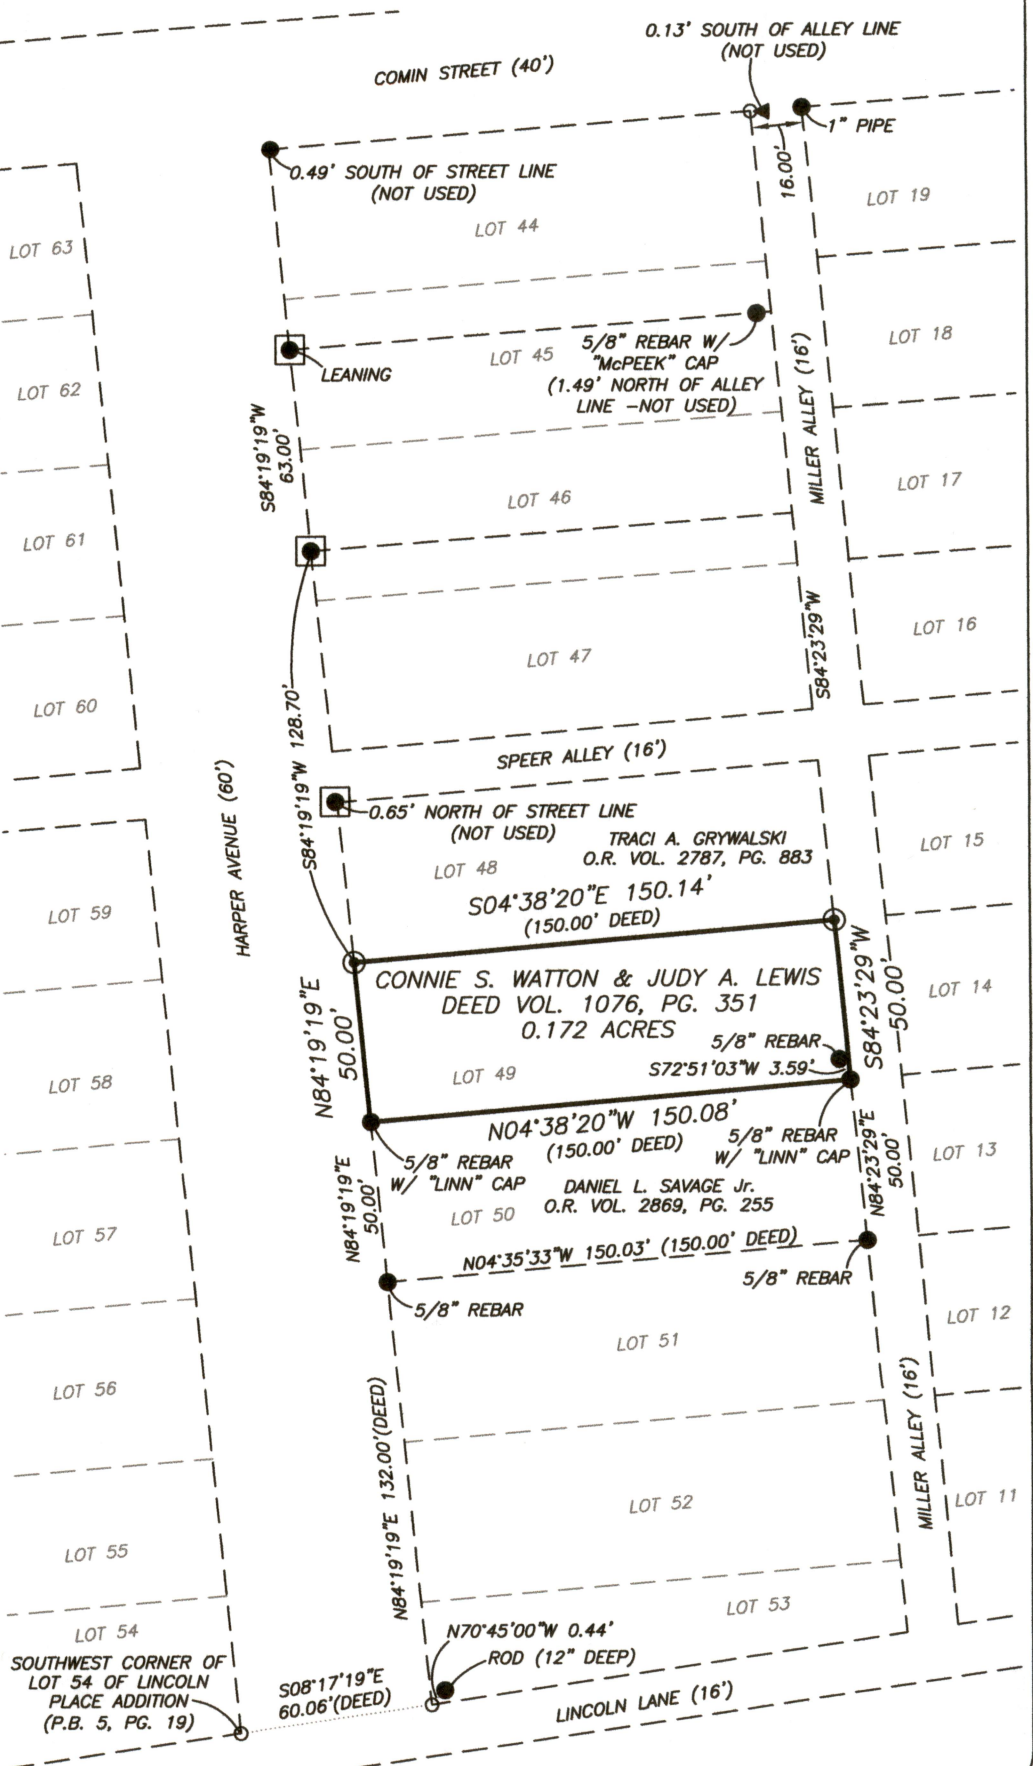 0.13' SOUTH OF ALLEY LINE
(NOT USED)
COMIN STREET (40')
1" PIPE
16.00'
0.49' SOUTH OF STREET LINE
(NOT USED)
LOT 19
LOT 44
LOT 63
LOT 18
5/8" REBAR W/
"McPEEK" CAP
(1.49' NORTH OF ALLEY
LINE -NOT USED)
LOT 45
LEANING
MILLER ALLEY (16')
LOT 62
S84°19'19"W
63.00'
LOT 46
LOT 17
LOT 61
LOT 16
S84°23'29"W
LOT 47
LOT 60
S84°19'19"W 128.70'
SPEER ALLEY (16')
HARPER AVENUE (60')
0.65' NORTH OF STREET LINE
(NOT USED)
TRACI A. GRYWALSKI
O.R. VOL. 2787, PG. 883
LOT 15
LOT 48
S04°38'20"E 150.14'
(150.00' DEED)
LOT 59
CONNIE S. WATTON & JUDY A. LEWIS
DEED VOL. 1076, PG. 351
0.172 ACRES
S84°23'29"W
50.00'
LOT 14
N84°19'19"E
50.00'
5/8" REBAR
S72°51'03"W 3.59'
LOT 49
LOT 58
N04°38'20"W 150.08'
(150.00' DEED)
5/8" REBAR
W/ "LINN" CAP
5/8" REBAR
W/ "LINN" CAP
N84°23'29"E
50.00'
LOT 13
N84°19'19"E
50.00'
DANIEL L. SAVAGE Jr.
O.R. VOL. 2869, PG. 255
LOT 50
LOT 57
N04°35'33"W 150.03' (150.00' DEED)
5/8" REBAR
5/8" REBAR
LOT 12
LOT 51
LOT 56
MILLER ALLEY (16')
N84°19'19"E 132.00'(DEED)
LOT 52
LOT 11
LOT 55
LOT 53
LOT 54
N70°45'00"W 0.44'
ROD (12" DEEP)
SOUTHWEST CORNER OF
LOT 54 OF LINCOLN
PLACE ADDITION
(P.B. 5, PG. 19)
S08°17'19"E
60.06'(DEED)
LINCOLN LANE (16')